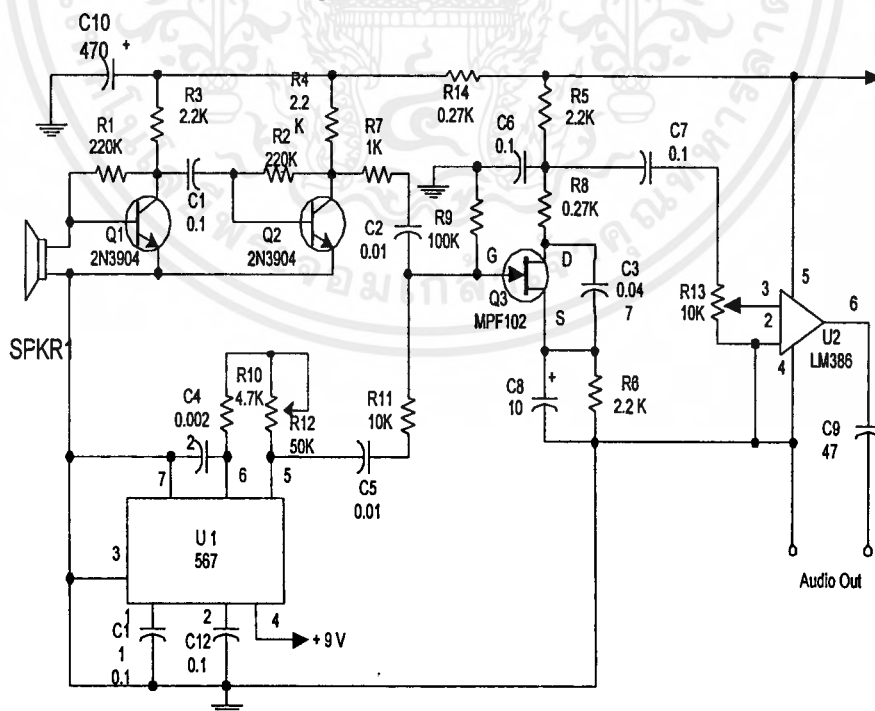 C10
470
+
R3
2.2K
R4
2.2
K
R14
0.27K
R5
2.2K
R1
220K
R2
220K
R7
1K
C6
0.1
C7
0.1
C1
0.1
R8
0.27K
C2
0.01
R9
100K
Q1
2N3904
Q2
2N3904
G
D
Q3
MPF102
S
C3
0.04
7
R13
10K
3
2
4
5
6
U2
LM386
SPKR1
R10
4.7K
R12
50K
C4
0.002
2
R11
10K
+
C8
10
R6
2.2 K
C9
47
7
6
5
C5
0.01
U 1
567
3
Audio Out
1
2
4
C1
1
0.1
C12
0.1
+ 9 V